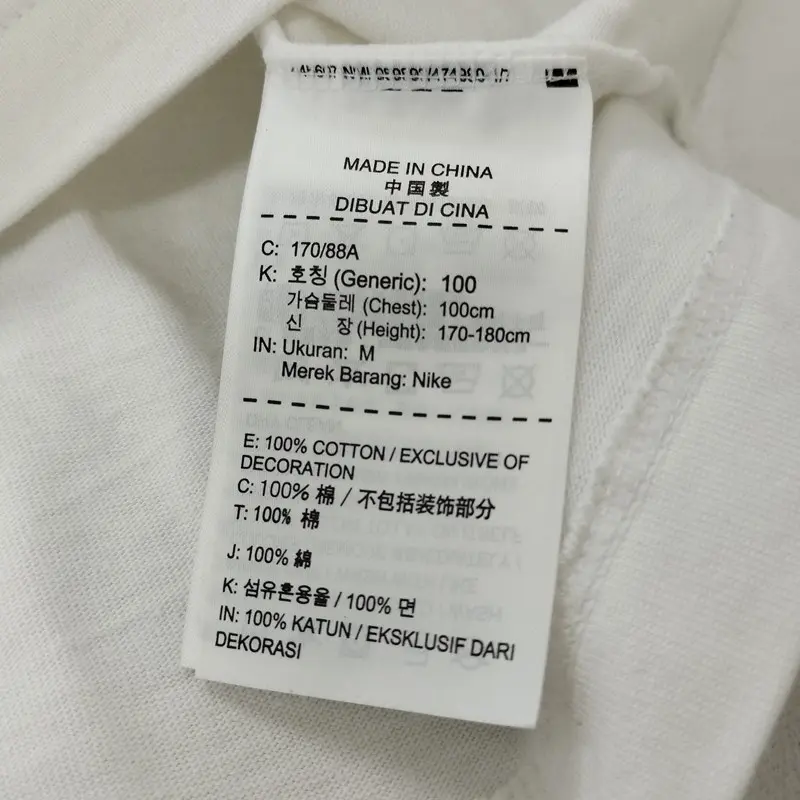 MADE IN CHINA
中国製
DIBUAT DI CINA
C: 170/88A
K: 호칭 (Generic): 100
가슴둘레 (Chest): 100cm
신 장 (Height): 170-180cm
IN: Ukuran: M
Merek Barang: Nike
E: 100% COTTON / EXCLUSIVE OF
DECORATION
C: 100% 棉 / 不包括装饰部分
T: 100% 棉
J: 100% 綿
K: 섬유혼용율 / 100% 면
IN: 100% KATUN / EKSKLUSIF DARI
DEKORASI